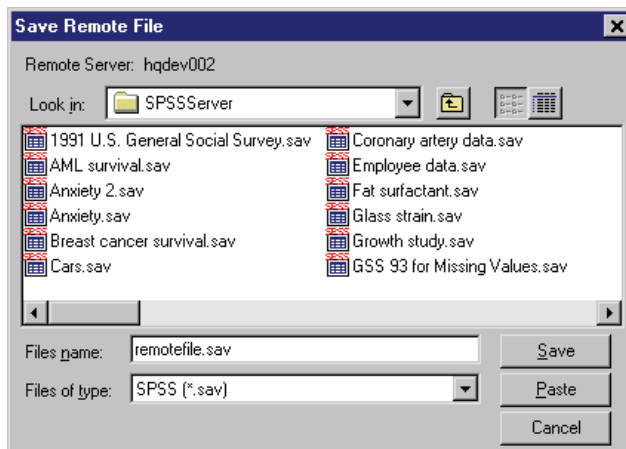 Save Remote File
Remote Server: hqdev002
Look in: SPSSServer
1991 U.S. General Social Survey.sav
AML survival.sav
Anxiety 2.sav
Anxiety.sav
Breast cancer survival.sav
Cars.sav
Coronary artery data.sav
Employee data.sav
Fat surfactant.sav
Glass strain.sav
Growth study.sav
GSS 93 for Missing Values.sav
Files name: remotefile.sav
Save
Files of type: SPSS (*.sav)
Paste
Cancel